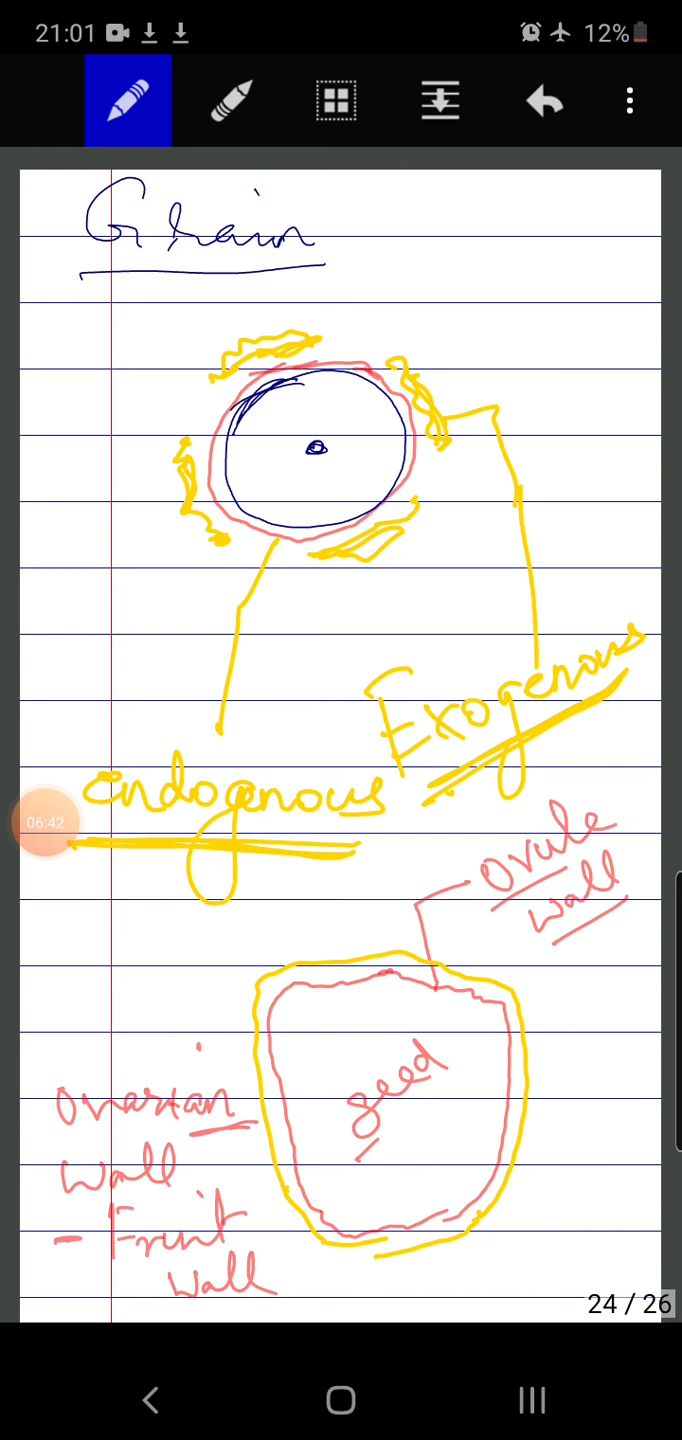 21:01
12%
Grain
Exogenous
endogenous
06:42
Ovule
wall
seed
Ovarian
wall
- Fruit
wall
24 / 26